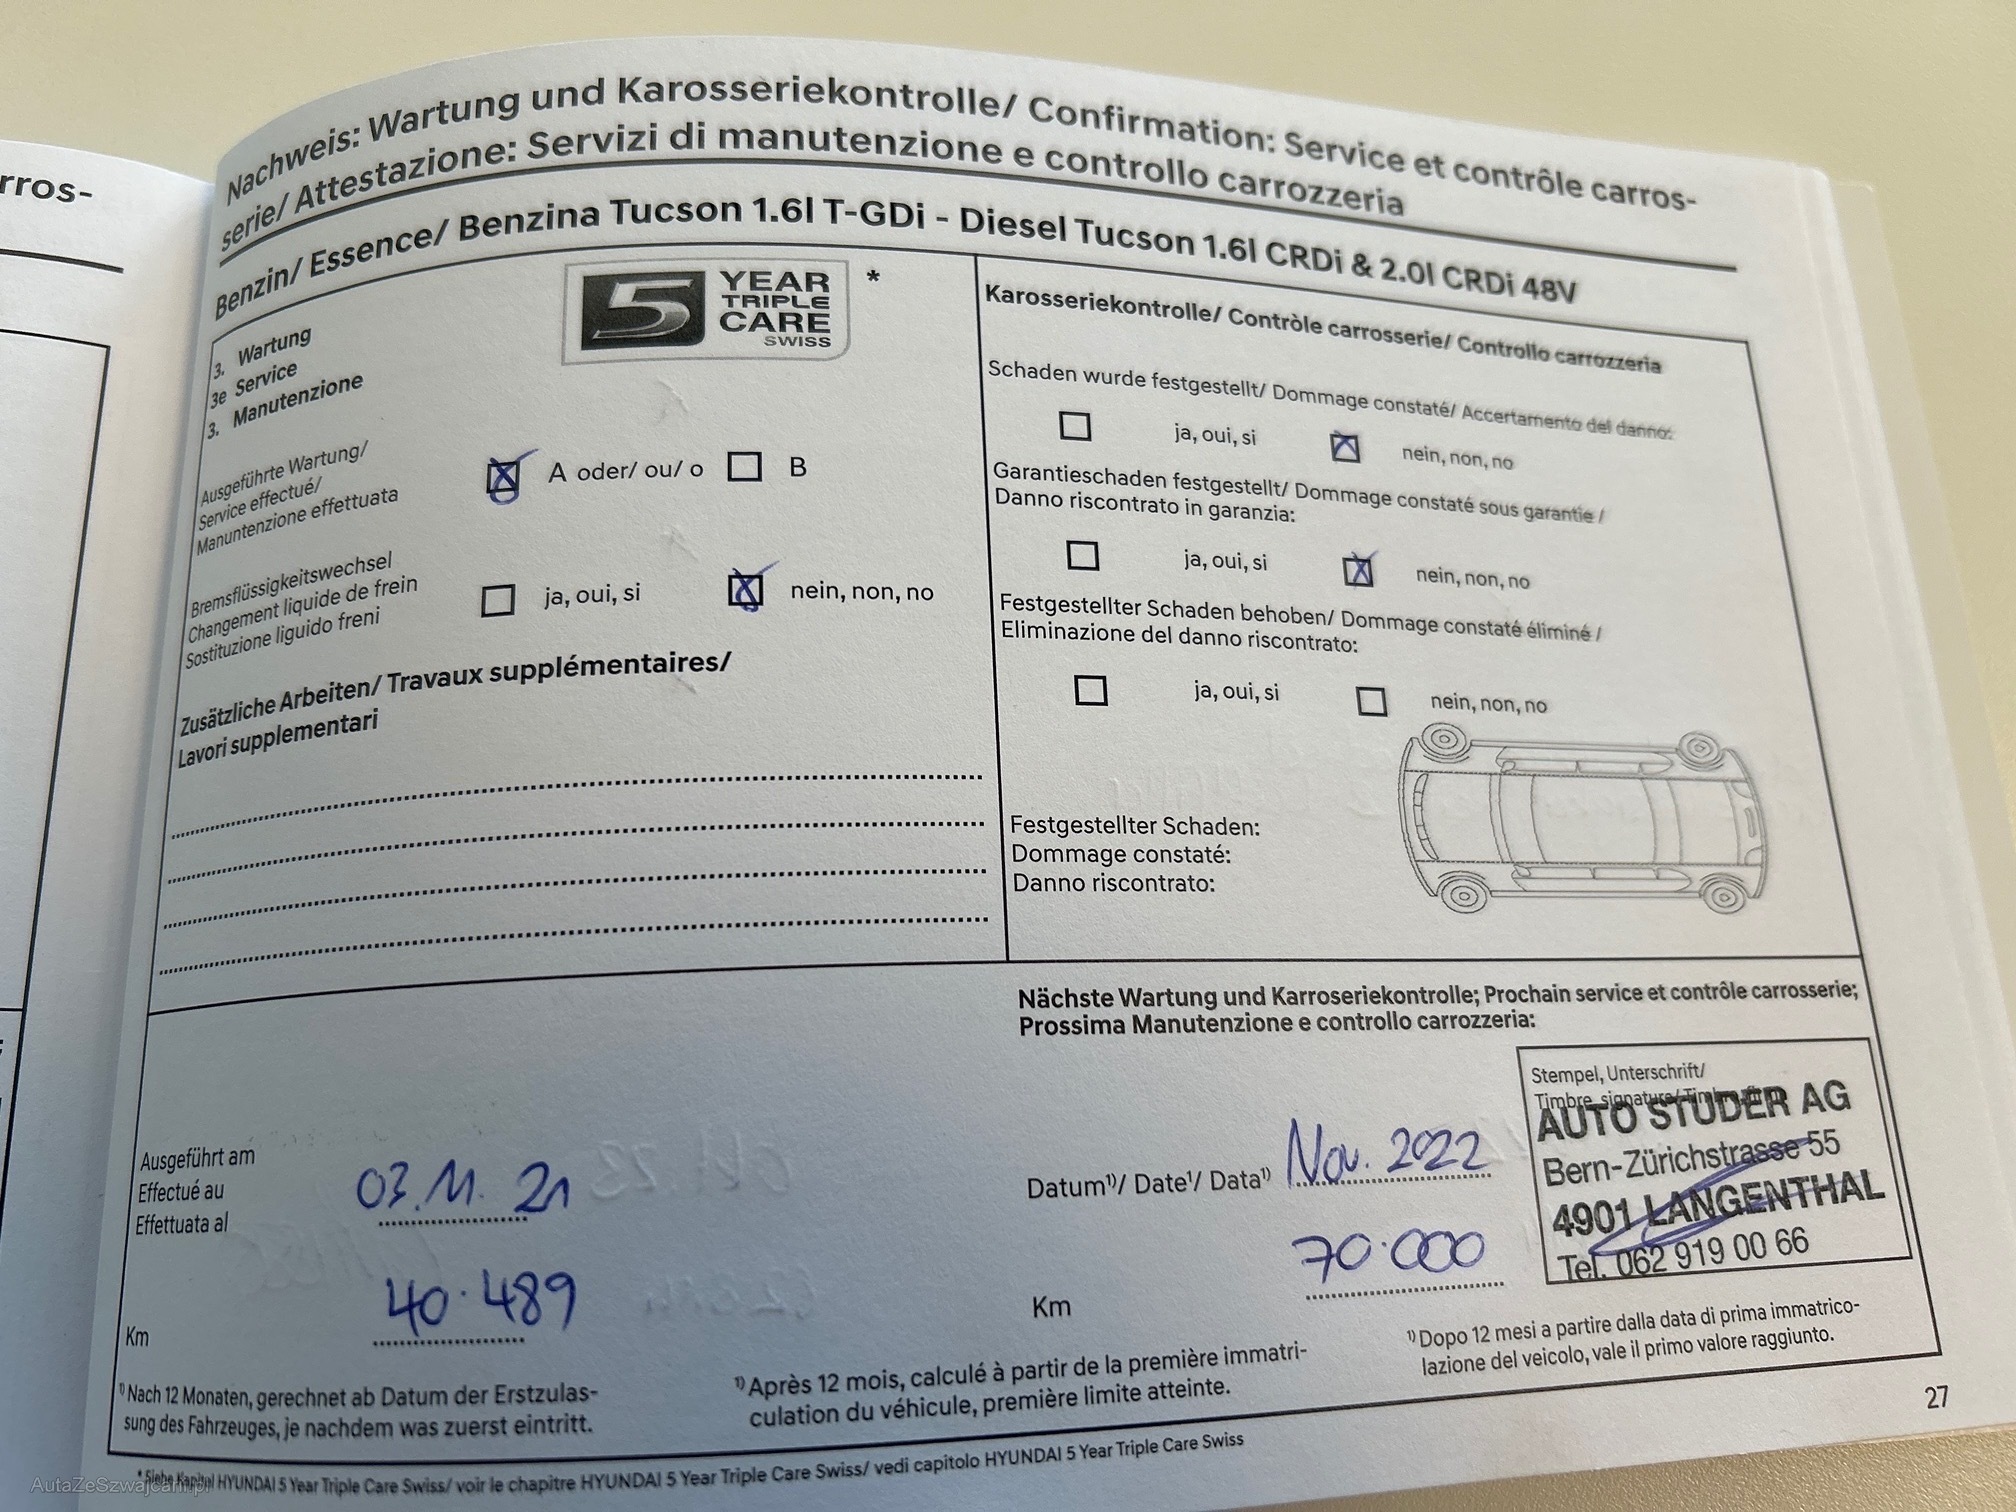 rros-
Nachweis: Wartung und Karosseriekontrolle/ Confirmation: Service et contrôle carros-
serie/ Attestazione: Servizi di manutenzione e controllo carrozzeria
Benzin/ Essence/ Benzina Tucson 1.6l T-GDi - Diesel Tucson 1.6l CRDi & 2.0l CRDi 48V
3. Wartung
3e Service
3. Manutenzione
5 YEAR
TRIPLE
CARE
SWISS
*
Ausgeführte Wartung/
Service effectué/
Manuntenzione effettuata
A oder/ ou/ o
B
Bremsflüssigkeitswechsel
Changement liquide de frein
Sostituzione liguido freni
ja, oui, si
nein, non, no
Zusätzliche Arbeiten/ Travaux supplémentaires/
Lavori supplementari
Karosseriekontrolle/ Contrôle carrosserie/ Controllo carrozzeria
Schaden wurde festgestellt/ Dommage constaté/ Accertamento del danno:
ja, oui, si
nein, non, no
Garantieschaden festgestellt/ Dommage constaté sous garantie /
Danno riscontrato in garanzia:
ja, oui, si
nein, non, no
Festgestellter Schaden behoben/ Dommage constaté éliminé /
Eliminazione del danno riscontrato:
ja, oui, si
nein, non, no
Festgestellter Schaden:
Dommage constaté:
Danno riscontrato:
Nächste Wartung und Karroseriekontrolle; Prochain service et contrôle carrosserie;
Prossima Manutenzione e controllo carrozzeria:
Ausgeführt am
Effectué au
Effettuata al
03.11.21
Km
40.489
Datum¹⁾/ Date¹/ Data¹⁾
Nov. 2022
Km
70.000
Stempel, Unterschrift/
Timbre, signature/
AUTO STUDER AG
Bern-Zürichstrasse 55
4901 LANGENTHAL
Tel. 062 919 00 66
¹⁾Nach 12 Monaten, gerechnet ab Datum der Erstzulas-
sung des Fahrzeuges, je nachdem was zuerst eintritt.
¹⁾Après 12 mois, calculé à partir de la première immatri-
culation du véhicule, première limite atteinte.
¹⁾Dopo 12 mesi a partire dalla data di prima immatrico-
lazione del veicolo, vale il primo valore raggiunto.
27
* Siehe Kapitel HYUNDAI 5 Year Triple Care Swiss/ voir le chapitre HYUNDAI 5 Year Triple Care Swiss/ vedi capitolo HYUNDAI 5 Year Triple Care Swiss
AutaZeSzwajcarii.pl